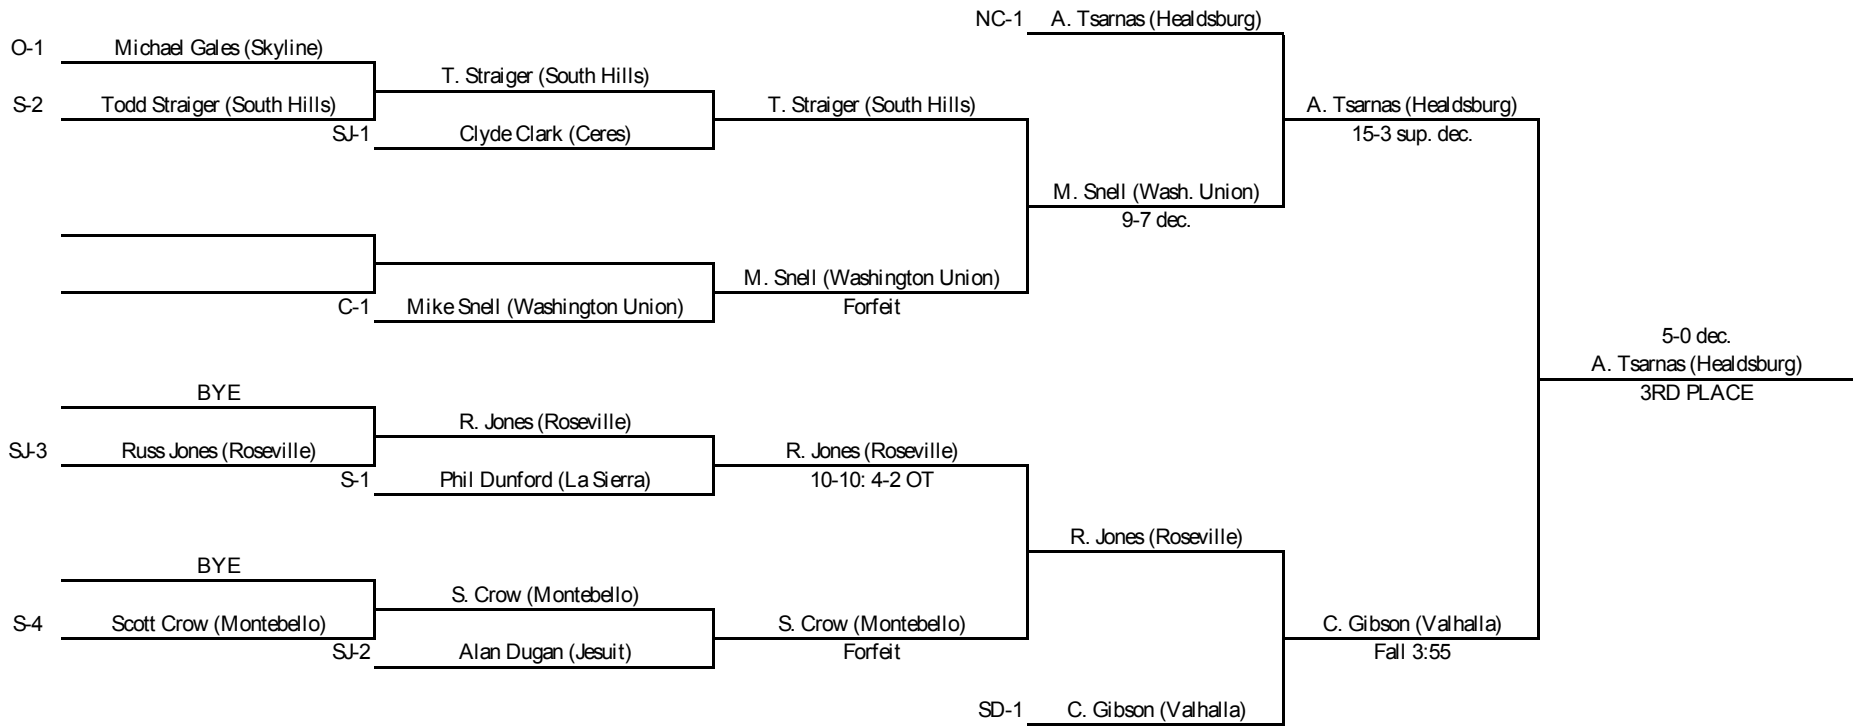 NC-1 A. Tsarnas (Healdsburg)
O-1 Michael Gales (Skyline)
T. Straiger (South Hills)
S-2 Todd Straiger (South Hills) T. Straiger (South Hills) A. Tsarnas (Healdsburg)
SJ-1 Clyde Clark (Ceres) 15-3 sup. dec.
M. Snell (Wash. Union)
9-7 dec.
M. Snell (Washington Union)
C-1 Mike Snell (Washington Union) Forfeit
5-0 dec.
A. Tsarnas (Healdsburg)
BYE 3RD PLACE
R. Jones (Roseville)
SJ-3 Russ Jones (Roseville) R. Jones (Roseville)
S-1 Phil Dunford (La Sierra) 10-10: 4-2 OT
R. Jones (Roseville)
BYE
S. Crow (Montebello)
S-4 Scott Crow (Montebello) S. Crow (Montebello) C. Gibson (Valhalla)
SJ-2 Alan Dugan (Jesuit) Forfeit Fall 3:55
SD-1 C. Gibson (Valhalla)